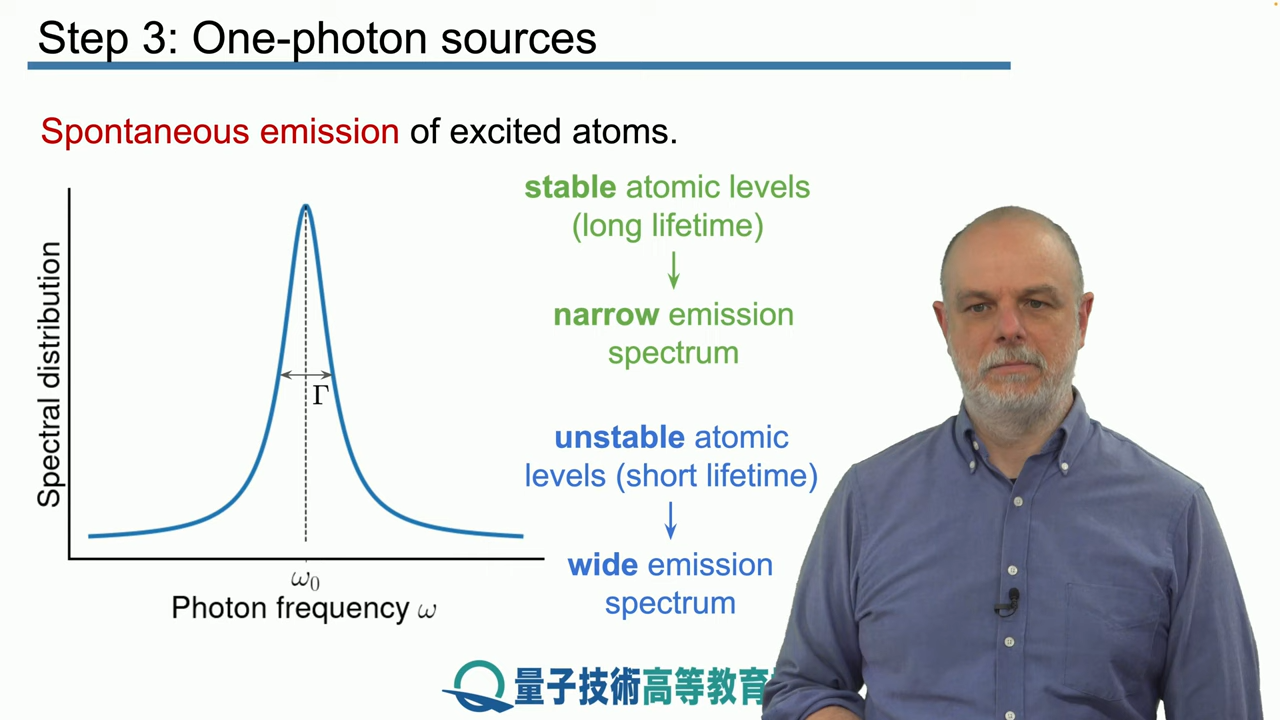 Step 3: One-photon sources
Spontaneous emission of excited atoms.
Spectral distribution
Γ
ω₀
Photon frequency ω
stable atomic levels
(long lifetime)
narrow emission
spectrum
unstable atomic
levels (short lifetime)
wide emission
spectrum
量子技術高等教育